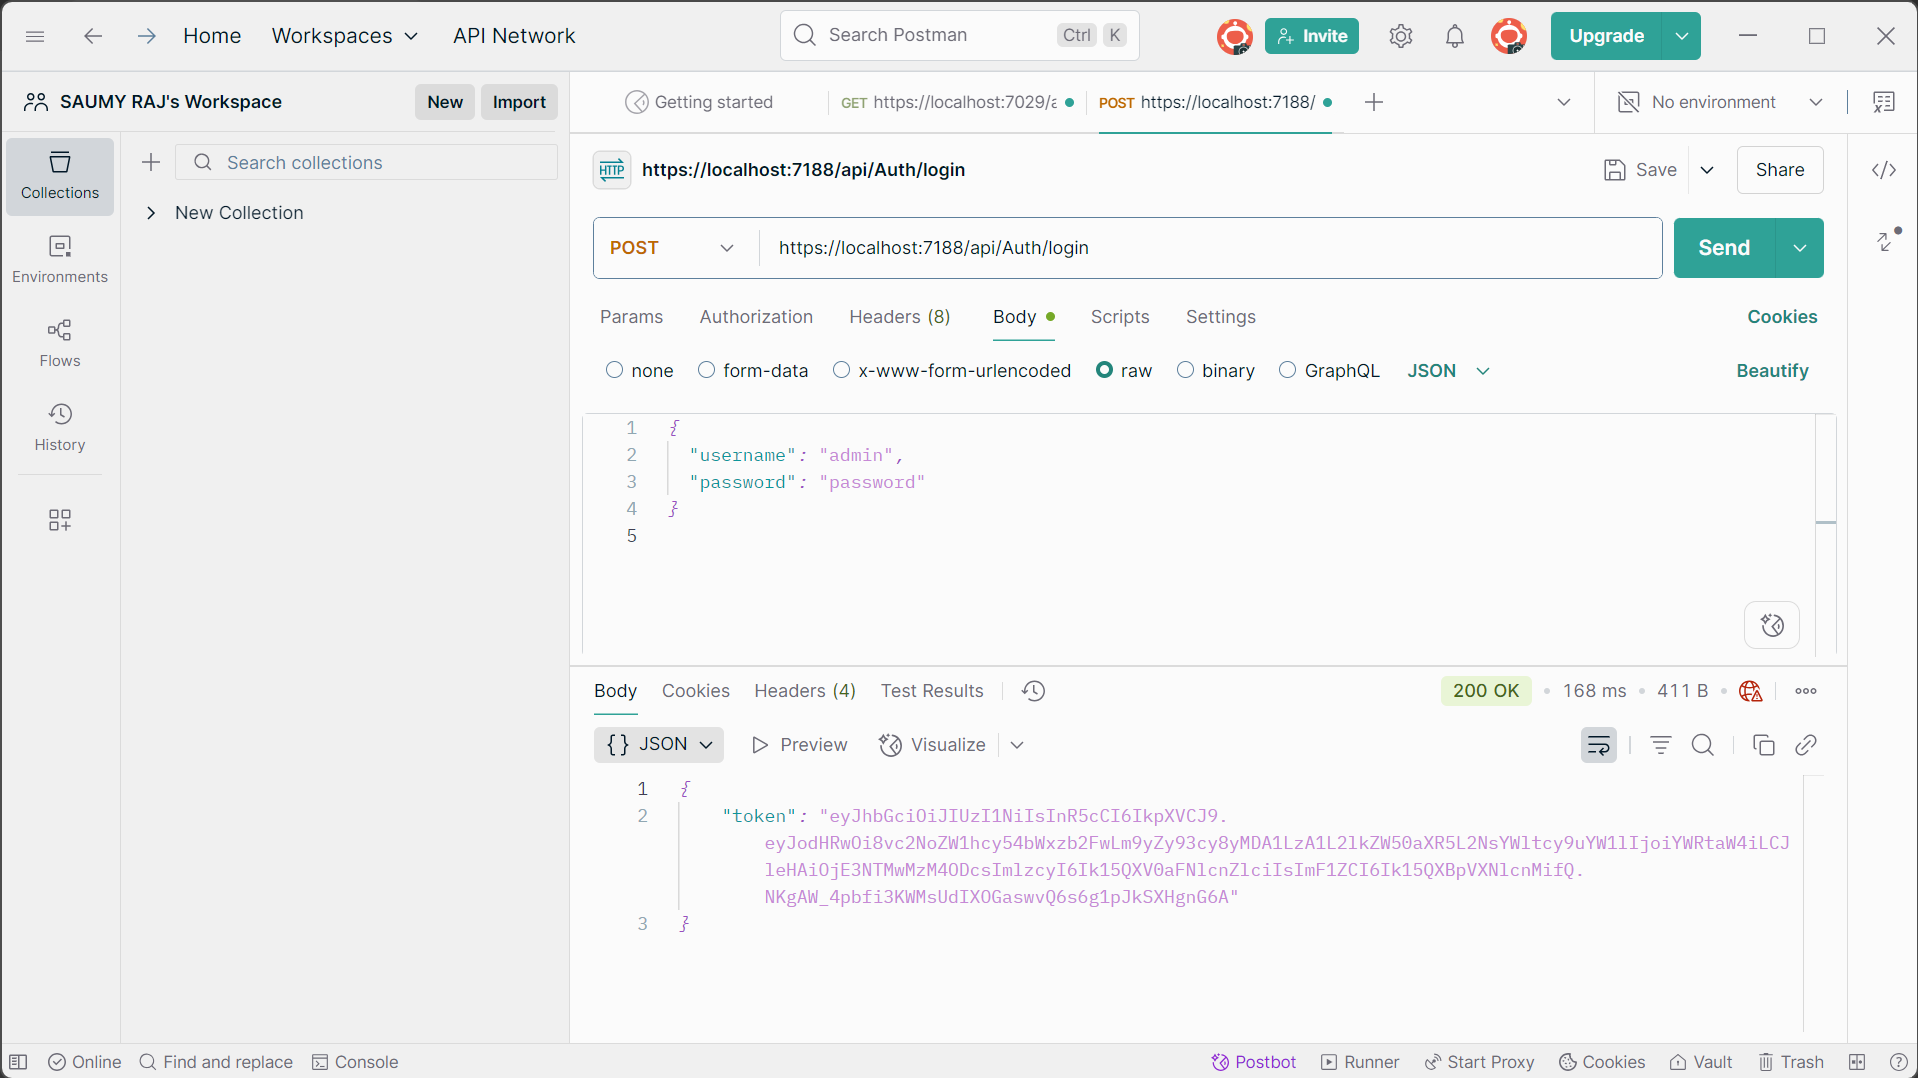 Home
Workspaces
API Network
Search Postman
Ctrl
K
Invite
Upgrade
SAUMY RAJ's Workspace
New
Import
Getting started
GET https://localhost:7029/a
POST https://localhost:7188/
No environment
Collections
Environments
Flows
History
Search collections
New Collection
HTTP
https://localhost:7188/api/Auth/login
Save
Share
POST
https://localhost:7188/api/Auth/login
Send
Params
Authorization
Headers (8)
Body
Scripts
Settings
Cookies
none
form-data
x-www-form-urlencoded
raw
binary
GraphQL
JSON
Beautify
1 {
2 "username": "admin",
3 "password": "password"
4 }
5
Body
Cookies
Headers (4)
Test Results
200 OK
168 ms
411 B
{} JSON
Preview
Visualize
1 {
2 "token": "eyJhbGciOiJIUzI1NiIsInR5cCI6IkpXVCJ9.
eyJodHRwOi8vc2NoZW1hcy54bWxzb2FwLm9yZy93cy8yMDA1LzA1L2lkZW50aXR5L2NsYWltcy9uYW1lIjoiYWRtaW4iLCJ
leHAiOjE3NTMwMzM4ODcsImlzcyI6Ik15QXV0aFNlcnZlciIsImF1ZCI6Ik15QXBpVXNlcnMifQ.
NKgAW_4pbfi3KWMsUdIXOGaswvQ6s6g1pJkSXHgnG6A"
3 }
Online
Find and replace
Console
Postbot
Runner
Start Proxy
Cookies
Vault
Trash